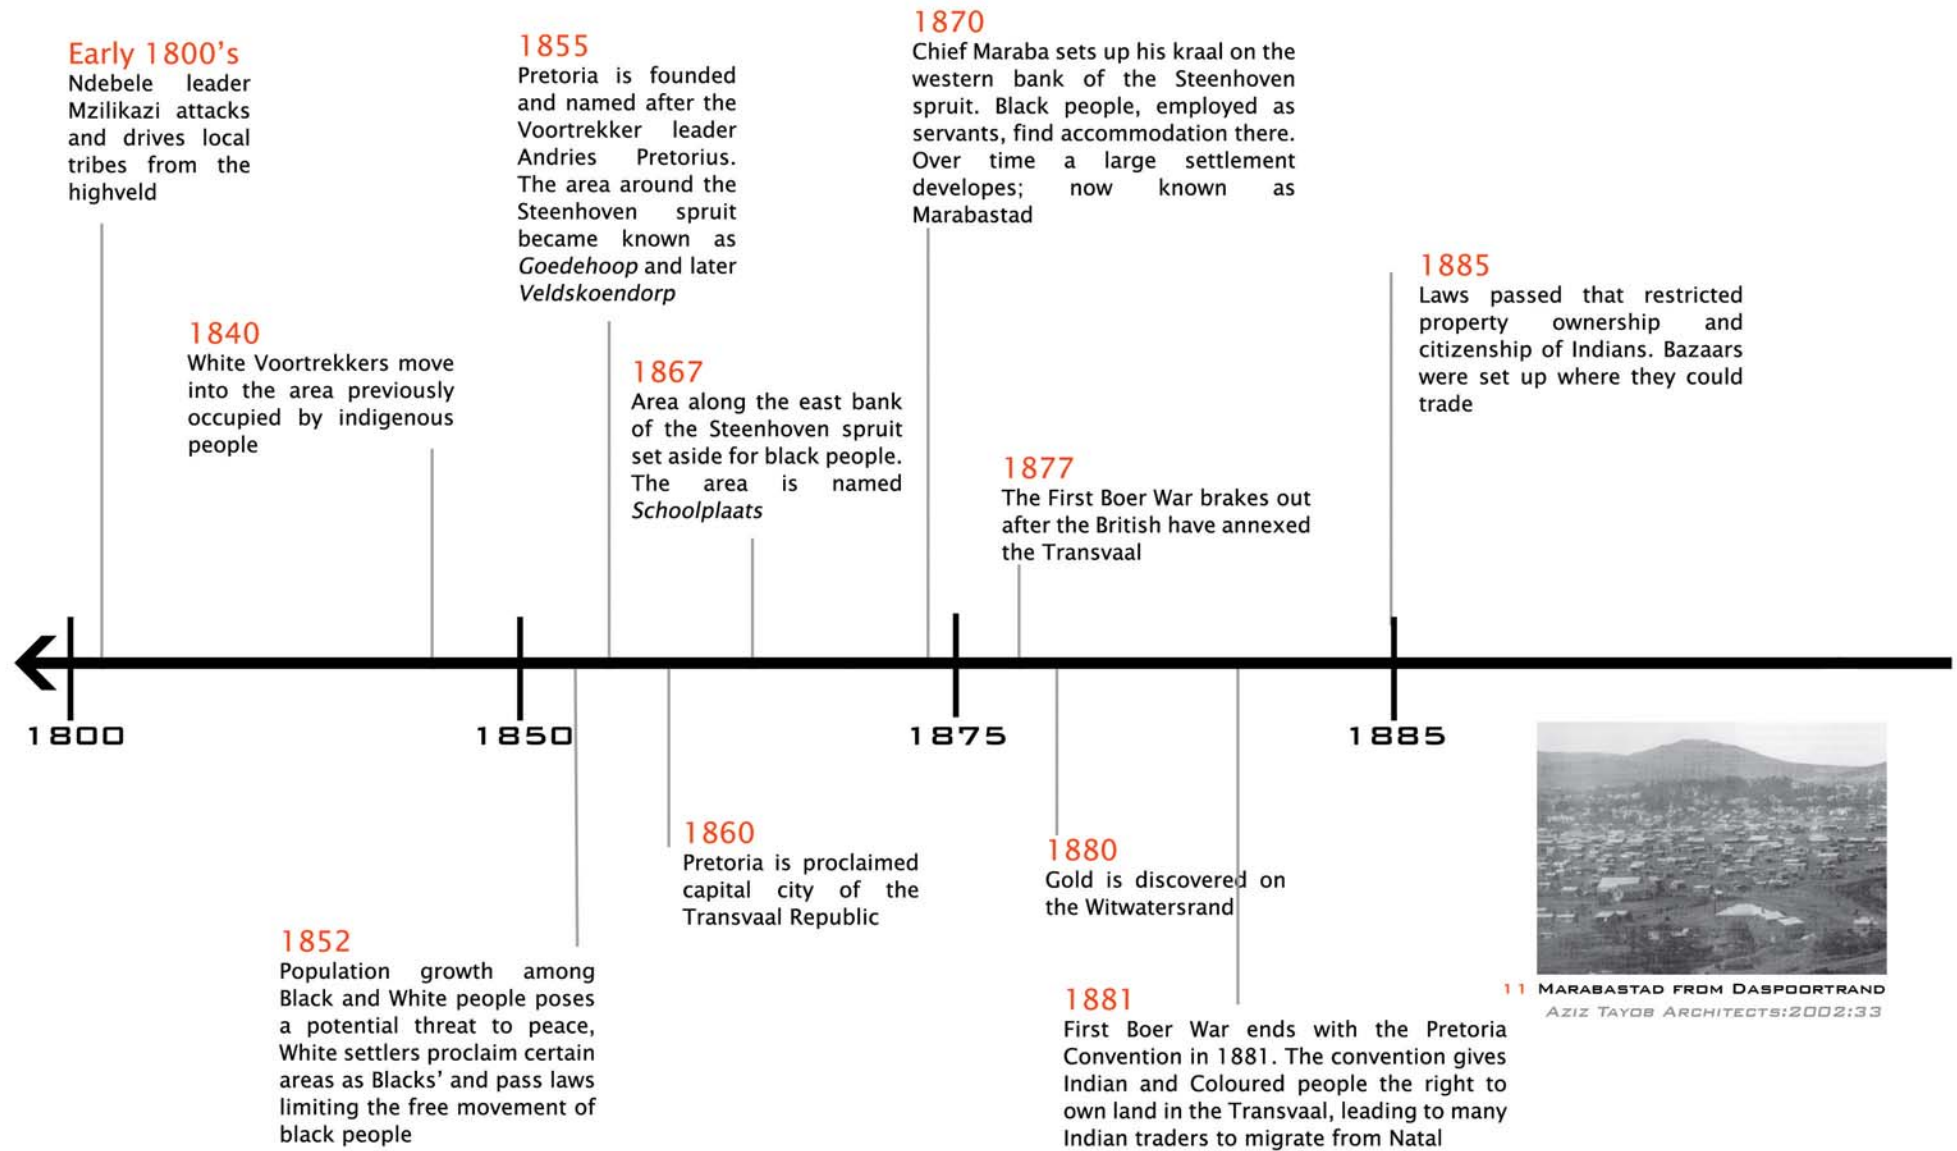 Early 1800's
Ndebele leader
Mzilikazi attacks
and drives local
tribes from the
highveld
1840
White Voortrekkers move
into the area previously
occupied by indigenous
people
1855
Pretoria is founded
and named after the
Voortrekker leader
Andries Pretorius.
The area around the
Steenhoven spruit
became known as
Goedehoop and later
Veldskoendorp
1867
Area along the east bank
of the Steenhoven spruit
set aside for black people.
The area is named
Schoolplaats
1870
Chief Maraba sets up his kraal on the
western bank of the Steenhoven
spruit. Black people, employed as
servants, find accommodation there.
Over time a large settlement
developes; now known as
Marabastad
1877
The First Boer War brakes out
after the British have annexed
the Transvaal
1885
Laws passed that restricted
property ownership and
citizenship of Indians. Bazaars
were set up where they could
trade
1800
1850
1875
1885
1852
Population growth among
Black and White people poses
a potential threat to peace,
White settlers proclaim certain
areas as Blacks' and pass laws
limiting the free movement of
black people
1860
Pretoria is proclaimed
capital city of the
Transvaal Republic
1880
Gold is discovered on
the Witwatersrand
1881
First Boer War ends with the Pretoria
Convention in 1881. The convention gives
Indian and Coloured people the right to
own land in the Transvaal, leading to many
Indian traders to migrate from Natal
11 Marabastad from Daspoortrand
Aziz Tayob Architects:2002:33